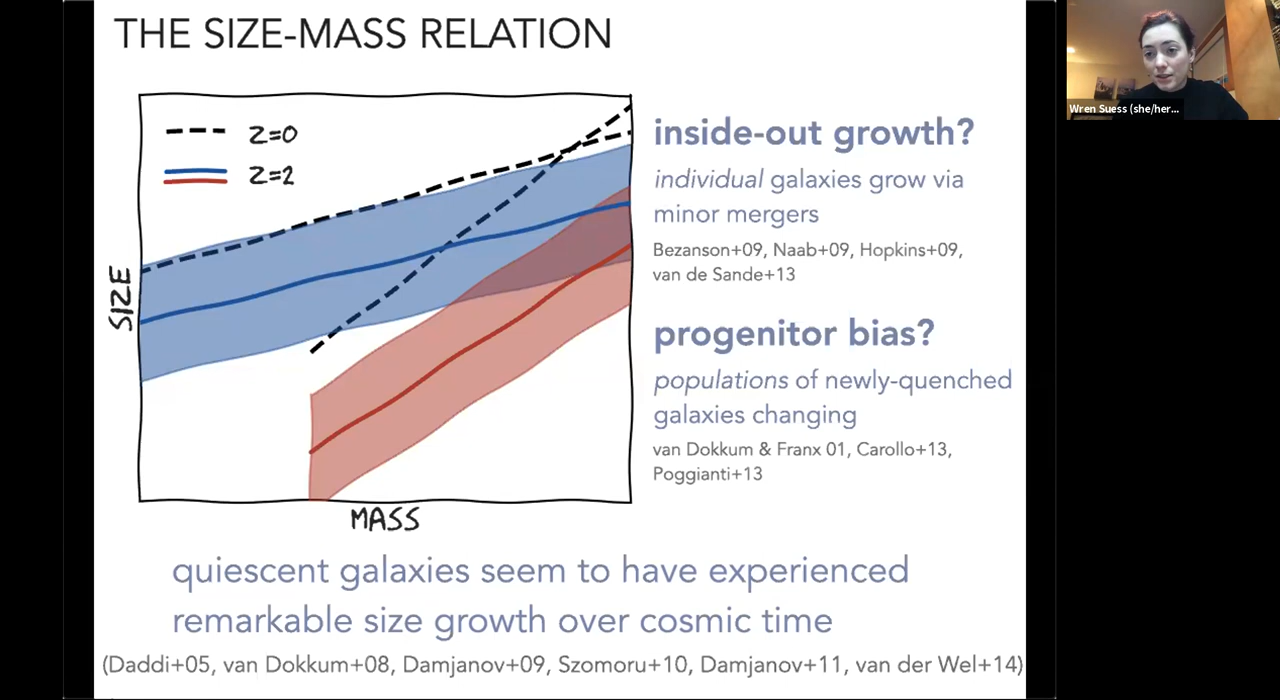 THE SIZE-MASS RELATION
Z=0
Z=2
SIZE
MASS
inside-out growth?
individual galaxies grow via
minor mergers
Bezanson+09, Naab+09, Hopkins+09,
van de Sande+13
progenitor bias?
populations of newly-quenched
galaxies changing
van Dokkum & Franx 01, Carollo+13,
Poggianti+13
quiescent galaxies seem to have experienced
remarkable size growth over cosmic time
(Daddi+05, van Dokkum+08, Damjanov+09, Szomoru+10, Damjanov+11, van der Wel+14)
Wren Suess (she/her...